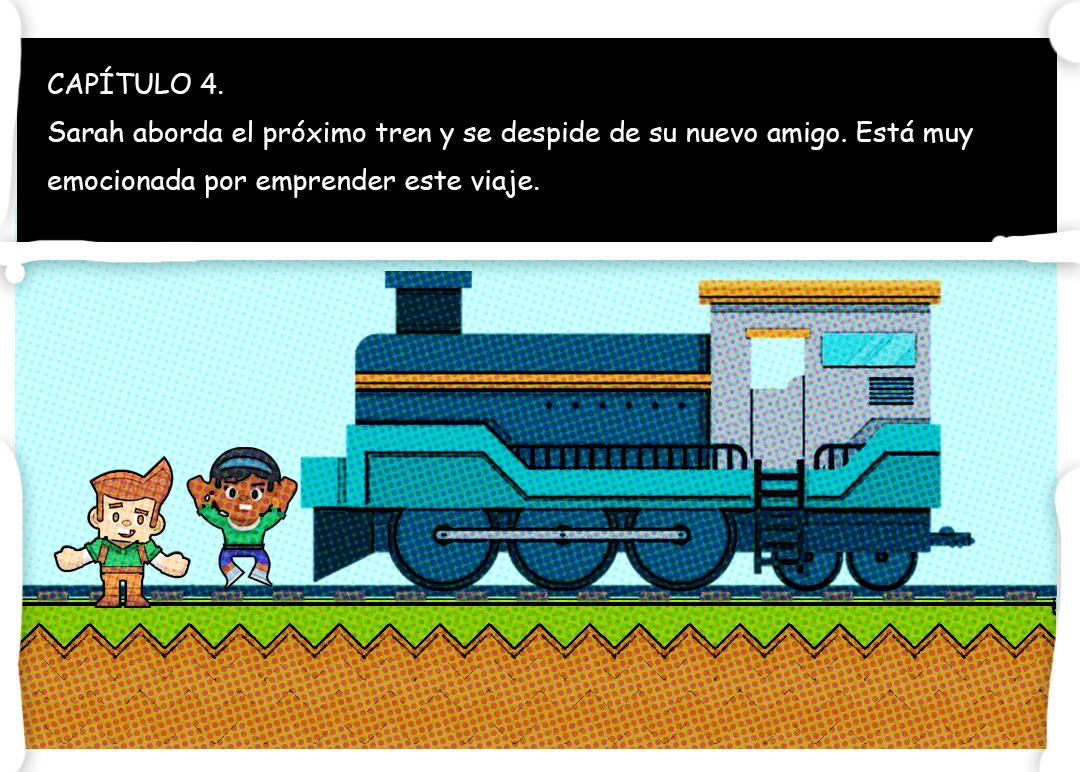 CAPÍTULO 4.
Sarah aborda el próximo tren y se despide de su nuevo amigo. Está muy
emocionada por emprender este viaje.